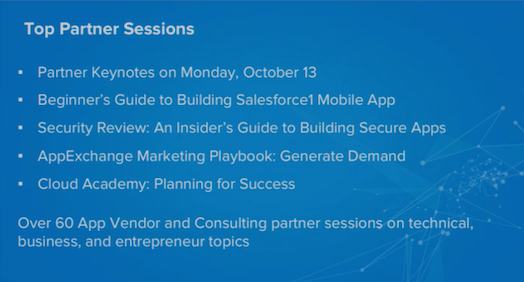 Top Partner Sessions
▪ Partner Keynotes on Monday, October 13
▪ Beginner's Guide to Building Salesforce1 Mobile App
▪ Security Review: An Insider's Guide to Building Secure Apps
▪ AppExchange Marketing Playbook: Generate Demand
▪ Cloud Academy: Planning for Success
Over 60 App Vendor and Consulting partner sessions on technical,
business, and entrepreneur topics